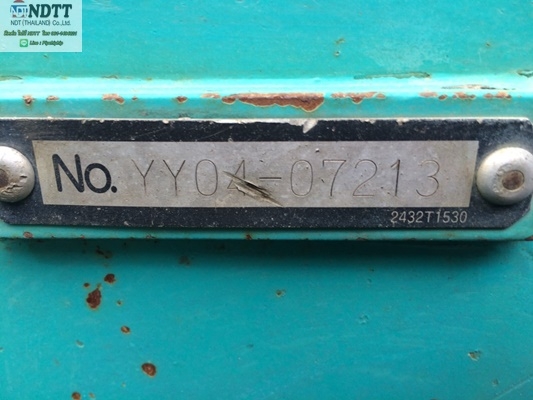 NDTT
NDT (THAILAND) Co.,Ltd.
No. YY04-07213
2432T1530